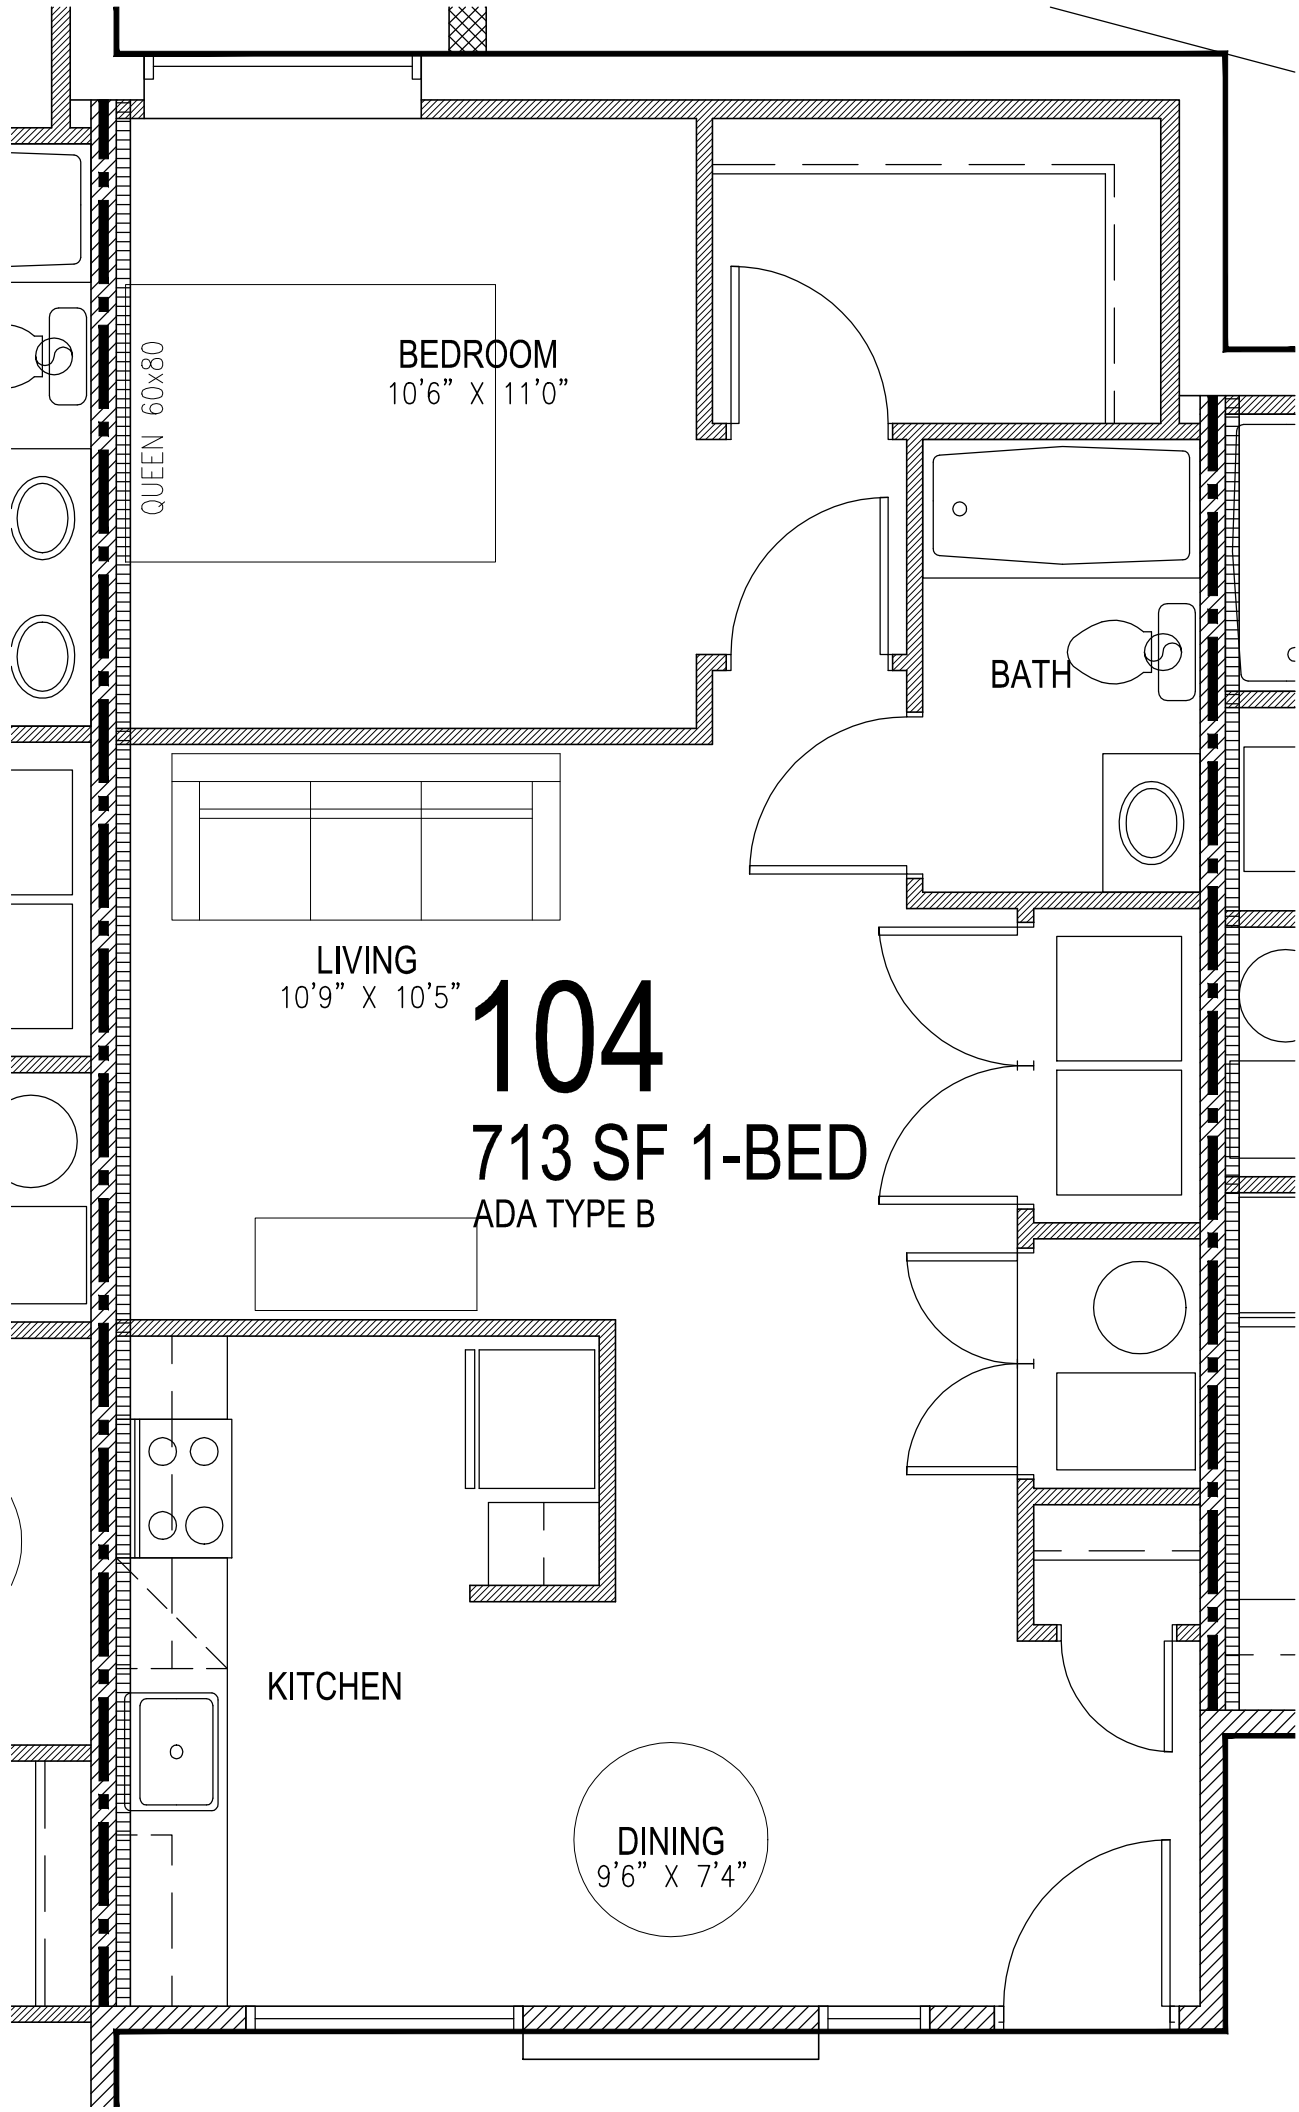 BEDROOM
10'6" X 11'0"
QUEEN 60x80
BATH
LIVING
10'9" X 10'5"
104
713 SF 1-BED
ADA TYPE B
KITCHEN
DINING
9'6" X 7'4"